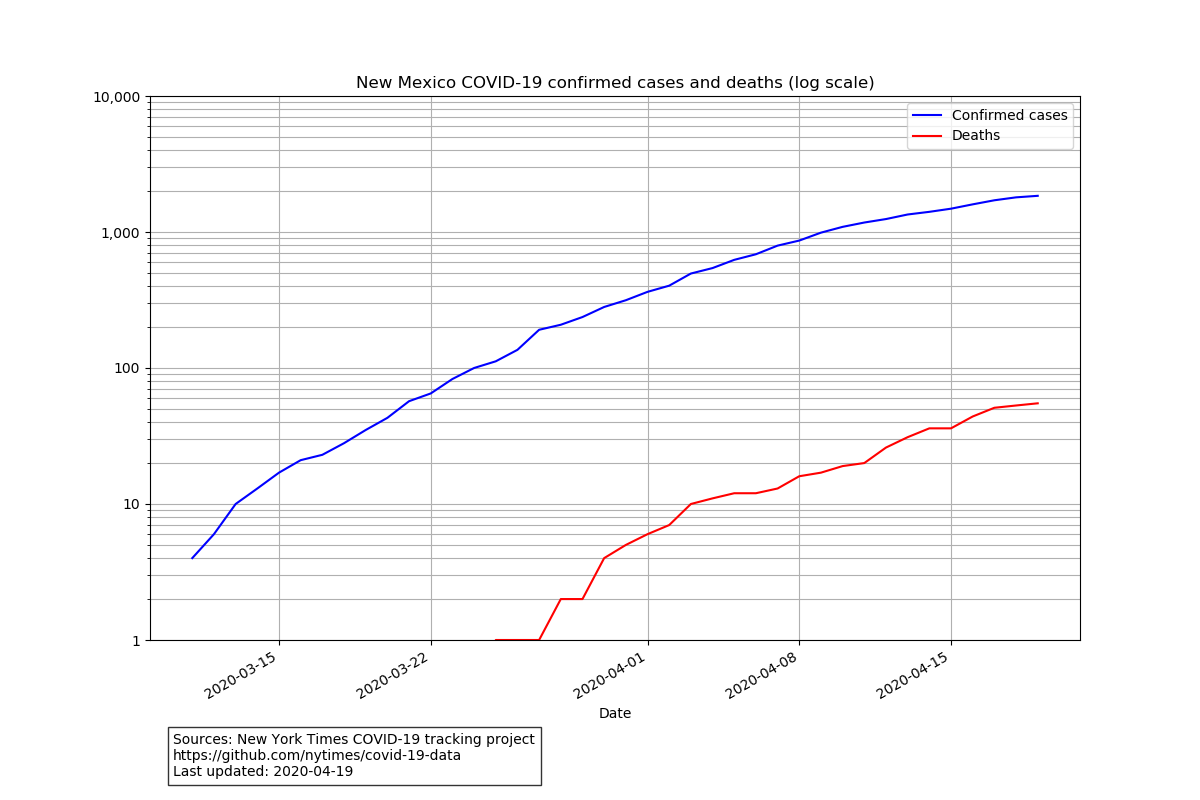 New Mexico COVID-19 confirmed cases and deaths (log scale)
10,000
1,000
100
10
1
Confirmed cases
Deaths
2020-03-15
2020-03-22
2020-04-01
2020-04-08
2020-04-15
Date
Sources: New York Times COVID-19 tracking project
https://github.com/nytimes/covid-19-data
Last updated: 2020-04-19